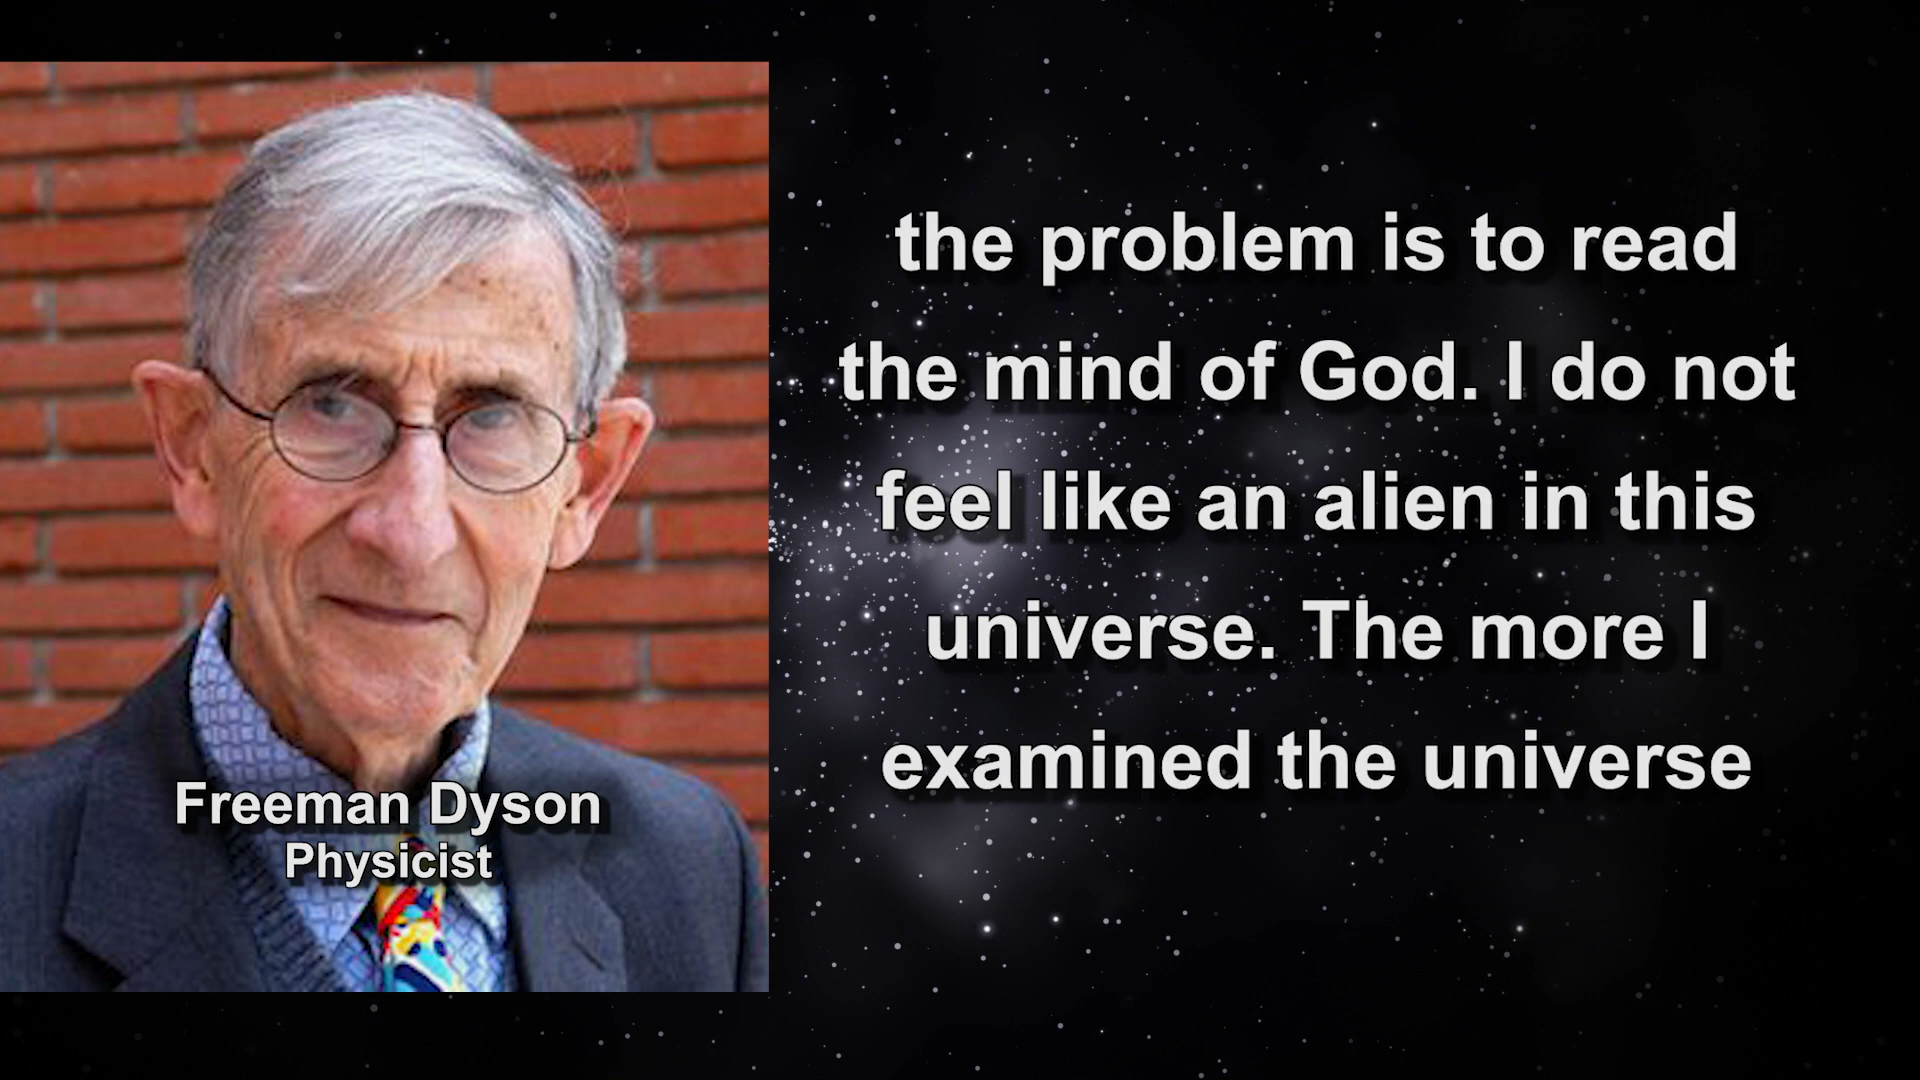 the problem is to read
the mind of God. I do not
feel like an alien in this
universe. The more I
examined the universe
Freeman Dyson
Physicist